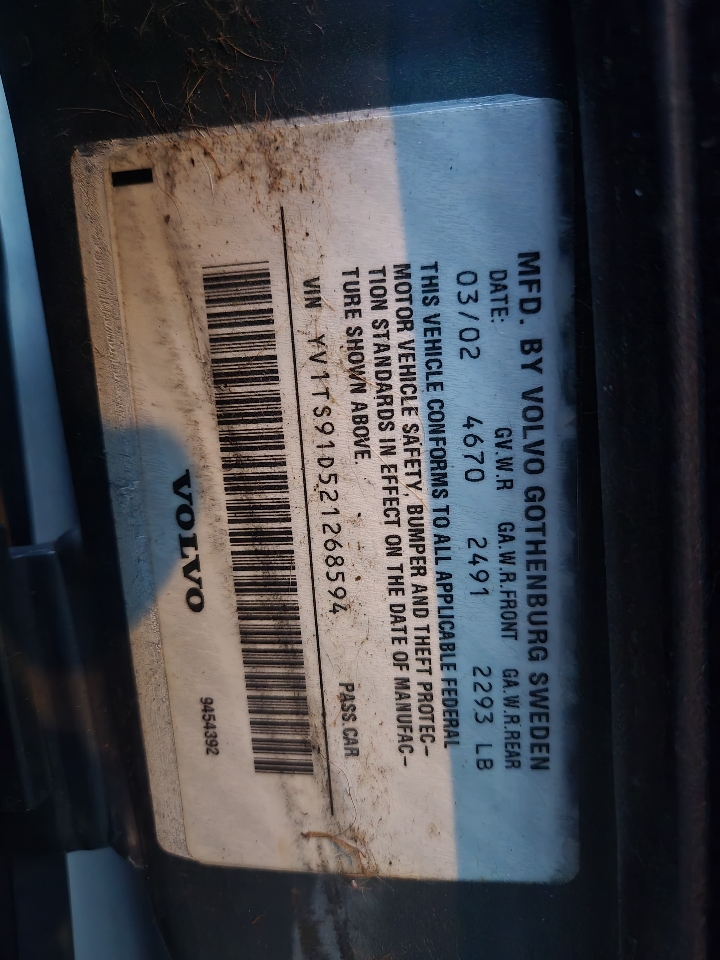 MFD. BY VOLVO GOTHENBURG SWEDEN
DATE: GV.W.R GA.W.R.FRONT GA.W.R.REAR
03/02 4670 2491 2293 LB
THIS VEHICLE CONFORMS TO ALL APPLICABLE FEDERAL
MOTOR VEHICLE SAFETY, BUMPER AND THEFT PROTEC-
TION STANDARDS IN EFFECT ON THE DATE OF MANUFAC-
TURE SHOWN ABOVE.
VIN YV1TS91D521268594 PASS.CAR
VOLVO
9454392